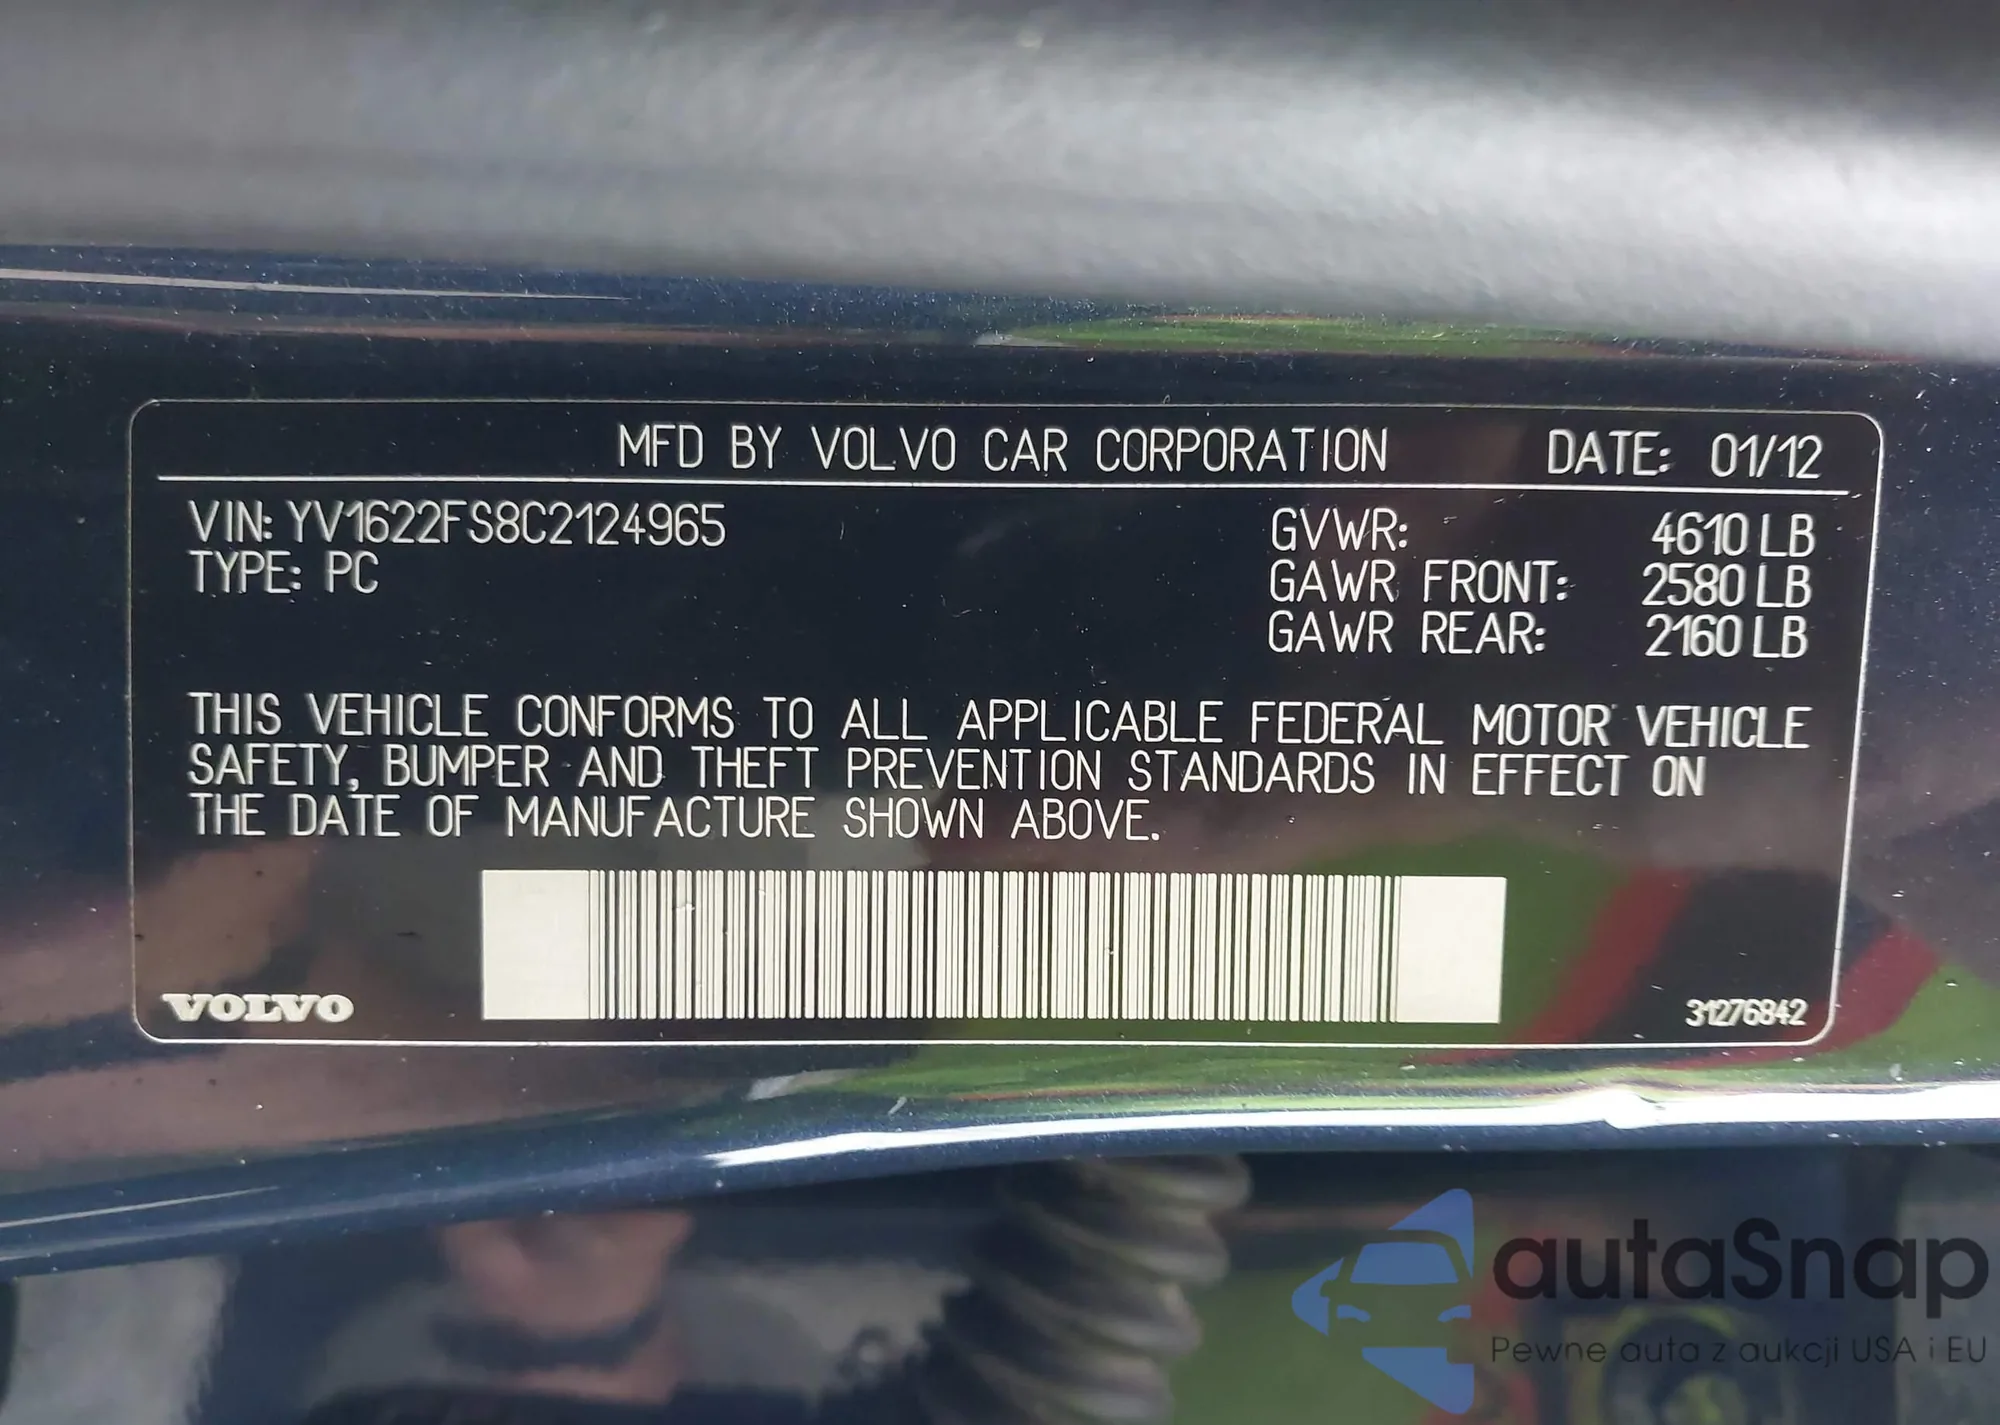 MFD BY VOLVO CAR CORPORATION DATE: 01/12
VIN: YV1622FS8C2124965
TYPE: PC
GVWR: 4610 LB
GAWR FRONT: 2580 LB
GAWR REAR: 2160 LB
THIS VEHICLE CONFORMS TO ALL APPLICABLE FEDERAL MOTOR VEHICLE
SAFETY, BUMPER AND THEFT PREVENTION STANDARDS IN EFFECT ON
THE DATE OF MANUFACTURE SHOWN ABOVE.
VOLVO
31276842
autaSnap
Pewne auta z aukcji USA i EU